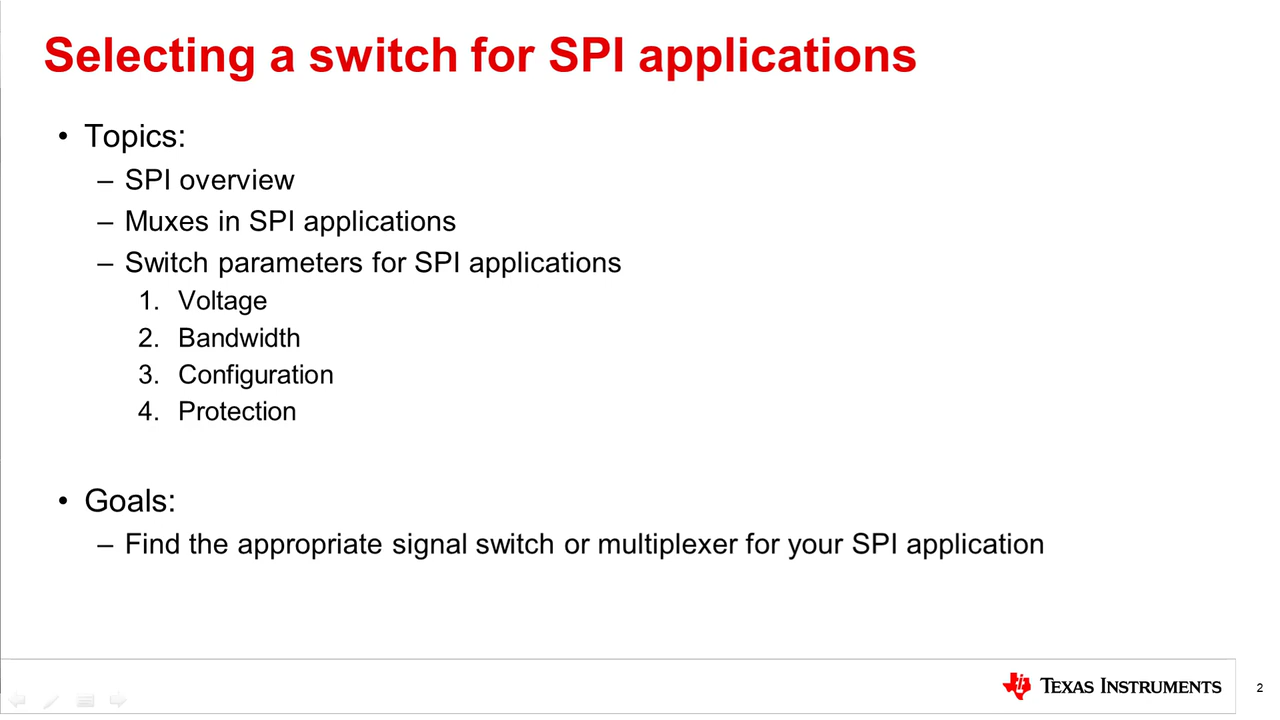 Selecting a switch for SPI applications
• Topics:
– SPI overview
– Muxes in SPI applications
– Switch parameters for SPI applications
1. Voltage
2. Bandwidth
3. Configuration
4. Protection
• Goals:
– Find the appropriate signal switch or multiplexer for your SPI application
TEXAS INSTRUMENTS
2